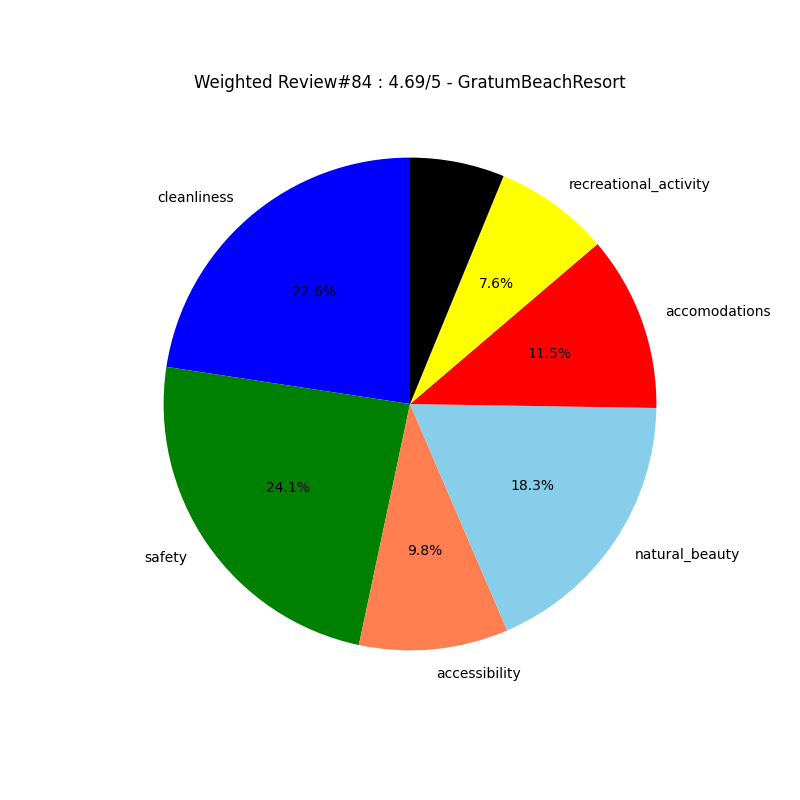 Weighted Review#84 : 4.69/5 - GratumBeachResort
recreational_activity
cleanliness
7.6%
22.6%
accomodations
11.5%
18.3%
24.1%
9.8%
natural_beauty
safety
accessibility